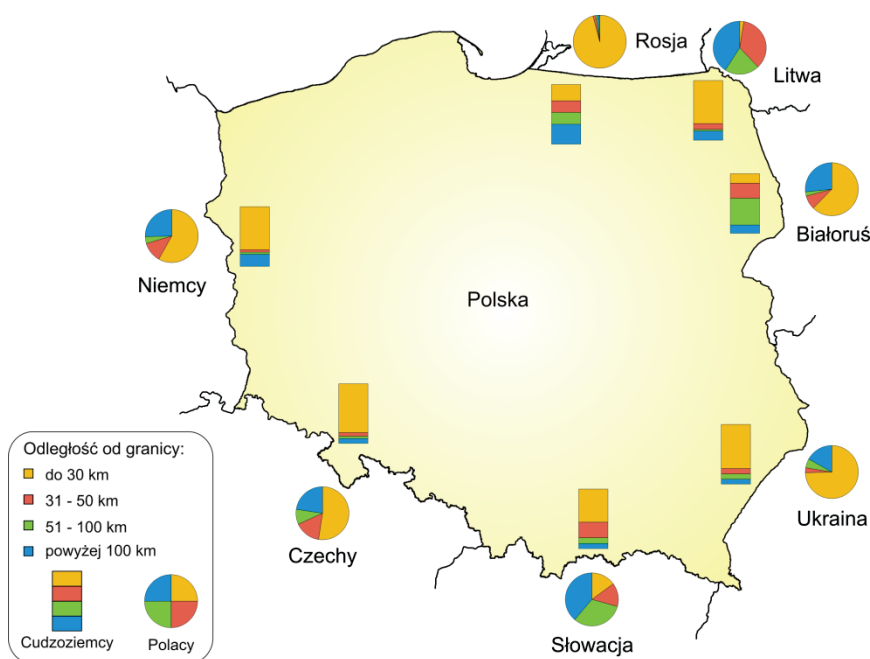 Rosja
Litwa
Białoruś
Niemcy
Polska
Odległość od granicy:
do 30 km
31 - 50 km
51 - 100 km
powyżej 100 km
Cudzoziemcy
Polacy
Czechy
Ukraina
Słowacja